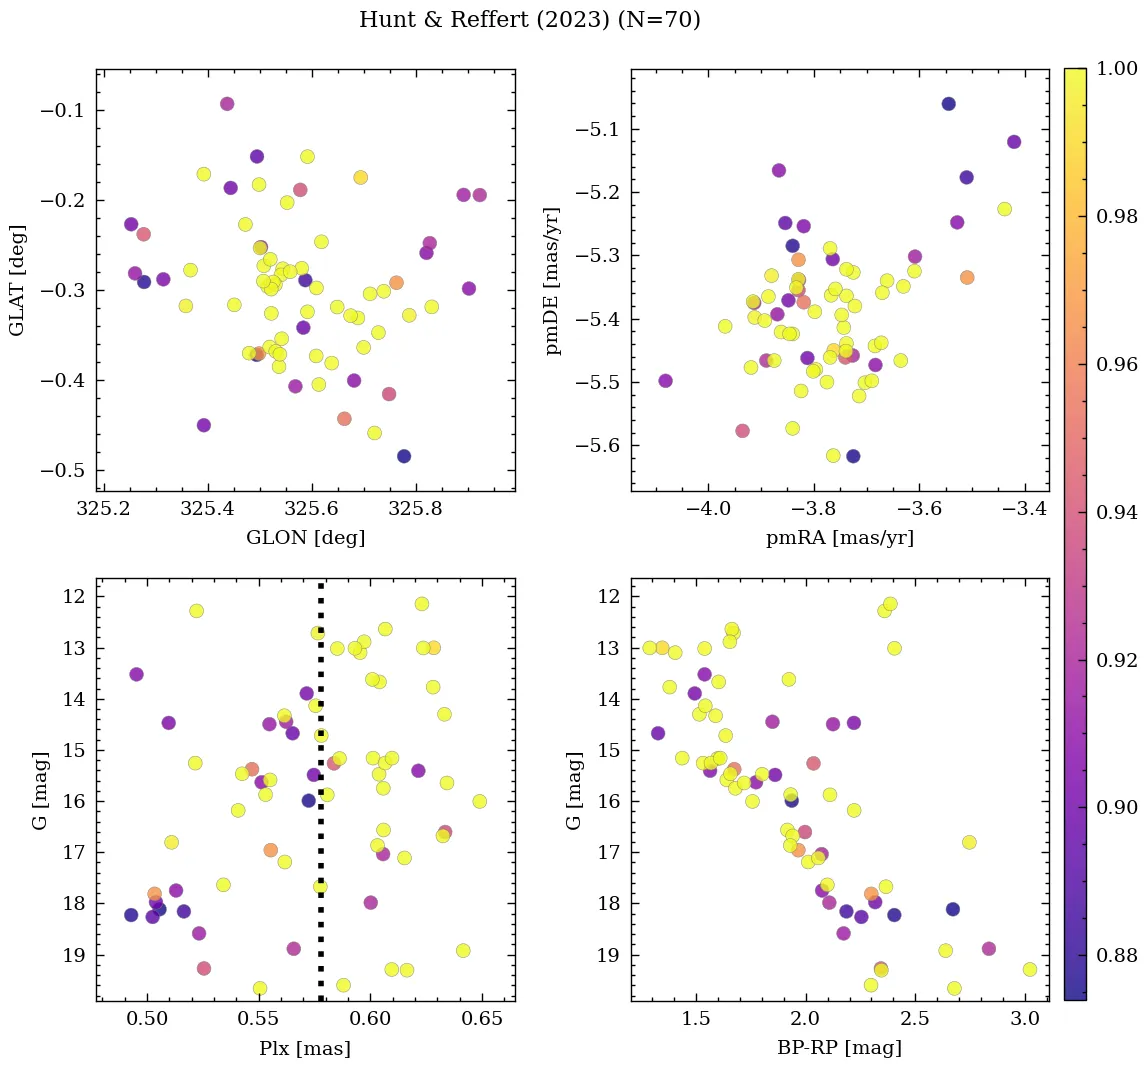 Hunt & Reffert (2023) (N=70)
−0.1
−0.2
−0.3
−0.4
−0.5
GLAT [deg]
325.2 325.4 325.6 325.8
GLON [deg]
−5.1
−5.2
−5.3
−5.4
−5.5
−5.6
pmDE [mas/yr]
−4.0 −3.8 −3.6 −3.4
pmRA [mas/yr]
12
13
14
15
16
17
18
19
G [mag]
0.50 0.55 0.60 0.65
Plx [mas]
12
13
14
15
16
17
18
19
G [mag]
1.5 2.0 2.5 3.0
BP-RP [mag]
1.00
0.98
0.96
0.94
0.92
0.90
0.88